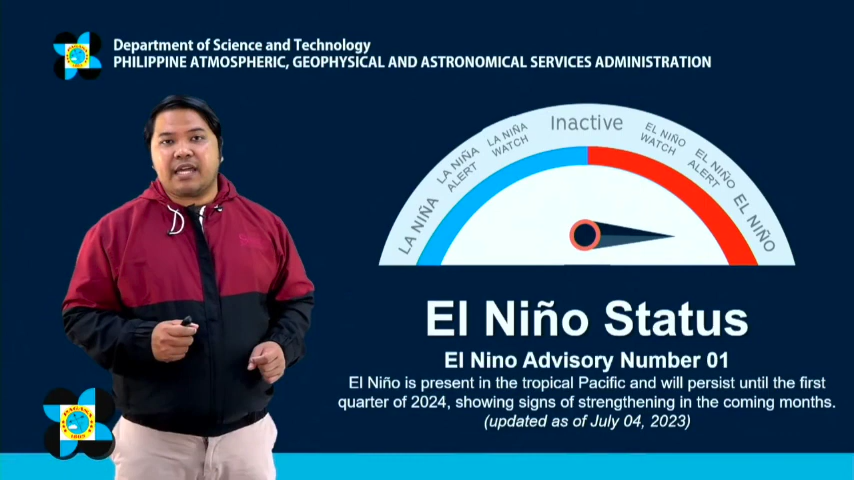 Department of Science and Technology
PHILIPPINE ATMOSPHERIC, GEOPHYSICAL AND ASTRONOMICAL SERVICES ADMINISTRATION
LA NIÑA
LA NIÑA
ALERT
LA NIÑA
WATCH
Inactive
EL NIÑO
WATCH
EL NIÑO
ALERT
EL NIÑO
El Niño Status
El Nino Advisory Number 01
El Niño is present in the tropical Pacific and will persist until the first
quarter of 2024, showing signs of strengthening in the coming months.
(updated as of July 04, 2023)